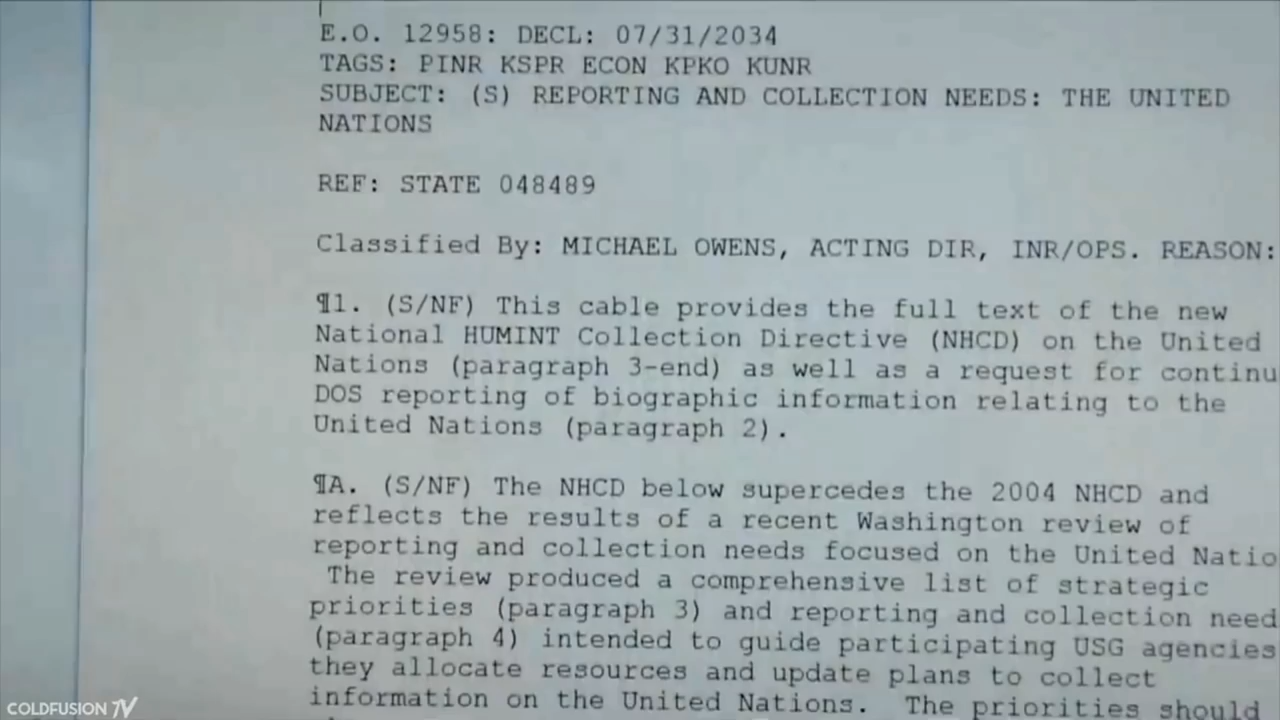 E.O. 12958: DECL: 07/31/2034
TAGS: PINR KSPR ECON KPKO KUNR
SUBJECT: (S) REPORTING AND COLLECTION NEEDS: THE UNITED
NATIONS
REF: STATE 048489
Classified By: MICHAEL OWENS, ACTING DIR, INR/OPS. REASON:
¶1. (S/NF) This cable provides the full text of the new
National HUMINT Collection Directive (NHCD) on the United
Nations (paragraph 3-end) as well as a request for continu
DOS reporting of biographic information relating to the
United Nations (paragraph 2).
¶A. (S/NF) The NHCD below supercedes the 2004 NHCD and
reflects the results of a recent Washington review of
reporting and collection needs focused on the United Natio
The review produced a comprehensive list of strategic
priorities (paragraph 3) and reporting and collection need
(paragraph 4) intended to guide participating USG agencies
they allocate resources and update plans to collect
information on the United Nations. The priorities should
COLDFUSION TV